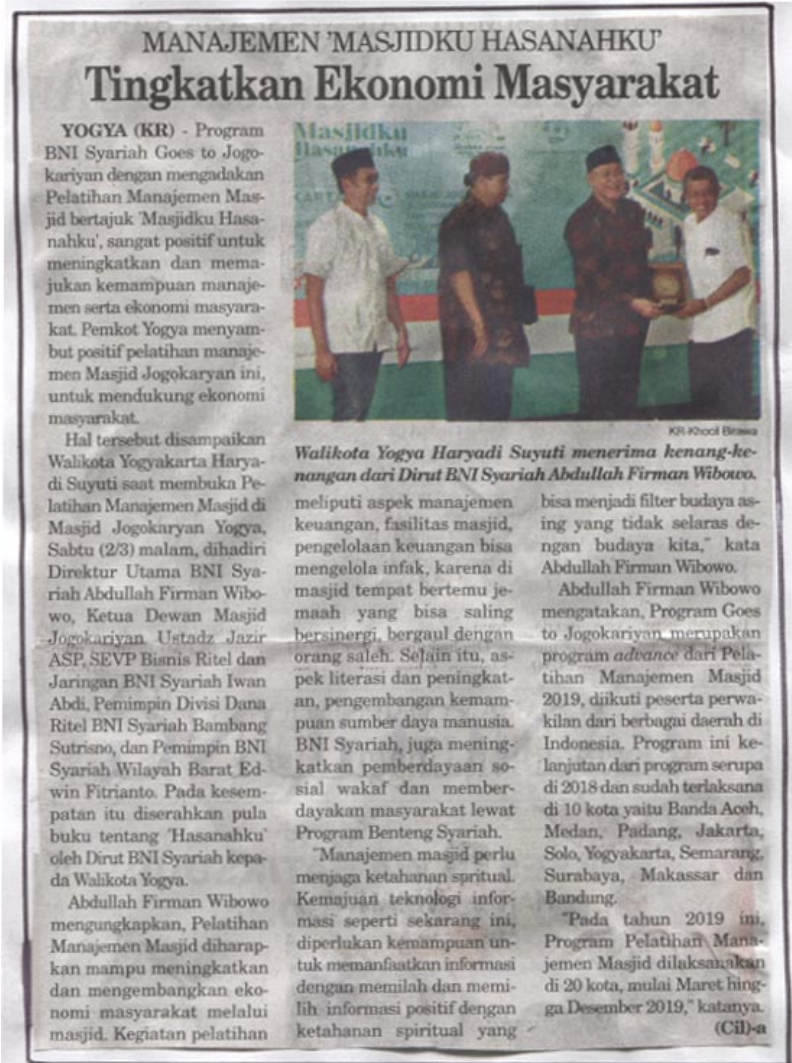 MANAJEMEN 'MASJIDKU HASANAHKU'
Tingkatkan Ekonomi Masyarakat
YOGYA (KR) - Program
BNI Syariah Goes to Jogo-
kariyan dengan mengadakan
Pelatihan Manajemen Mas-
jid bertajuk 'Masjidku Hasa-
nahku', sangat positif untuk
meningkatkan dan mema-
jukan kemampuan manaje-
men serta ekonomi masyara-
kat. Pemkot Yogya menyam-
but positif pelatihan manaje-
men Masjid Jogokaryan ini,
untuk mendukung ekonomi
masyarakat.
Hal tersebut disampaikan
Walikota Yogyakarta Harya-
di Suyuti saat membuka Pe-
latihan Manajemen Masjid di
Masjid Jogokaryan Yogya,
Sabtu (2/3) malam, dihadiri
Direktur Utama BNI Sya-
riah Abdullah Firman Wibo-
wo, Ketua Dewan Masjid
Jogokariyan Ustadz Jazir
ASP, SEVP Bisnis Ritel dan
Jaringan BNI Syariah Iwan
Abdi, Pemimpin Divisi Dana
Ritel BNI Syariah Bambang
Sutrisno, dan Pemimpin BNI
Syariah Wilayah Barat Ed-
win Fitrianto. Pada kesem-
patan itu diserahkan pula
buku tentang 'Hasanahku'
oleh Dirut BNI Syariah kepa-
da Walikota Yogya.
Abdullah Firman Wibowo
mengungkapkan, Pelatihan
Manajemen Masjid diharap-
kan mampu meningkatkan
dan mengembangkan eko-
nomi masyarakat melalui
masjid. Kegiatan pelatihan
Masjidku
Hasanahku
KR-Khocil Birawa
Walikota Yogya Haryadi Suyuti menerima kenang-ke-
nangan dari Dirut BNI Syariah Abdullah Firman Wibowo.
meliputi aspek manajemen
keuangan, fasilitas masjid,
pengelolaan keuangan bisa
mengelola infak, karena di
masjid tempat bertemu je-
maah yang bisa saling
bersinergi, bergaul dengan
orang saleh. Selain itu, as-
pek literasi dan peningkat-
an, pengembangan kemam-
puan sumber daya manusia.
BNI Syariah, juga mening-
katkan pemberdayaan so-
sial wakaf dan member-
dayakan masyarakat lewat
Program Benteng Syariah.
"Manajemen masjid perlu
menjaga ketahanan spritual.
Kemajuan teknologi infor-
masi seperti sekarang ini,
diperlukan kemampuan un-
tuk memanfaatkan informasi
dengan memilah dan memi-
lih informasi positif dengan
ketahanan spiritual yang
bisa menjadi filter budaya as-
ing yang tidak selaras de-
ngan budaya kita," kata
Abdullah Firman Wibowo.
Abdullah Firman Wibowo
mengatakan, Program Goes
to Jogokariyan merupakan
program advance dari Pela-
tihan Manajemen Masjid
2019, diikuti peserta perwa-
kilan dari berbagai daerah di
Indonesia. Program ini ke-
lanjutan dari program serupa
di 2018 dan sudah terlaksana
di 10 kota yaitu Banda Aceh,
Medan, Padang, Jakarta,
Solo, Yogyakarta, Semarang,
Surabaya, Makassar dan
Bandung.
"Pada tahun 2019 ini,
Program Pelatihan Mana-
jemen Masjid dilaksanakan
di 20 kota, mulai Maret hing-
ga Desember 2019," katanya.
(Cil)-a